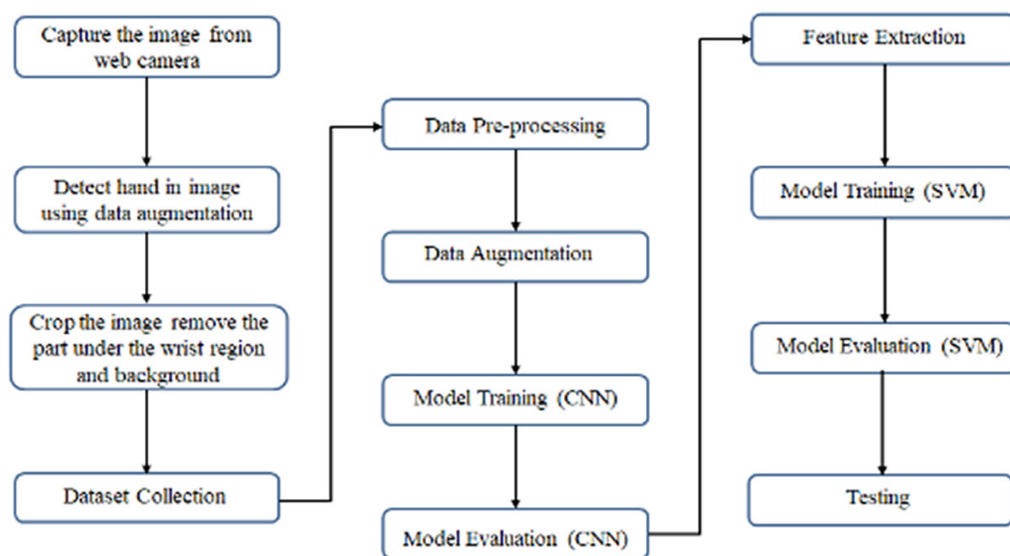 Capture the image from
web camera
Detect hand in image
using data augmentation
Crop the image remove the
part under the wrist region
and background
Dataset Collection
Data Pre-processing
Data Augmentation
Model Training (CNN)
Model Evaluation (CNN)
Feature Extraction
Model Training (SVM)
Model Evaluation (SVM)
Testing